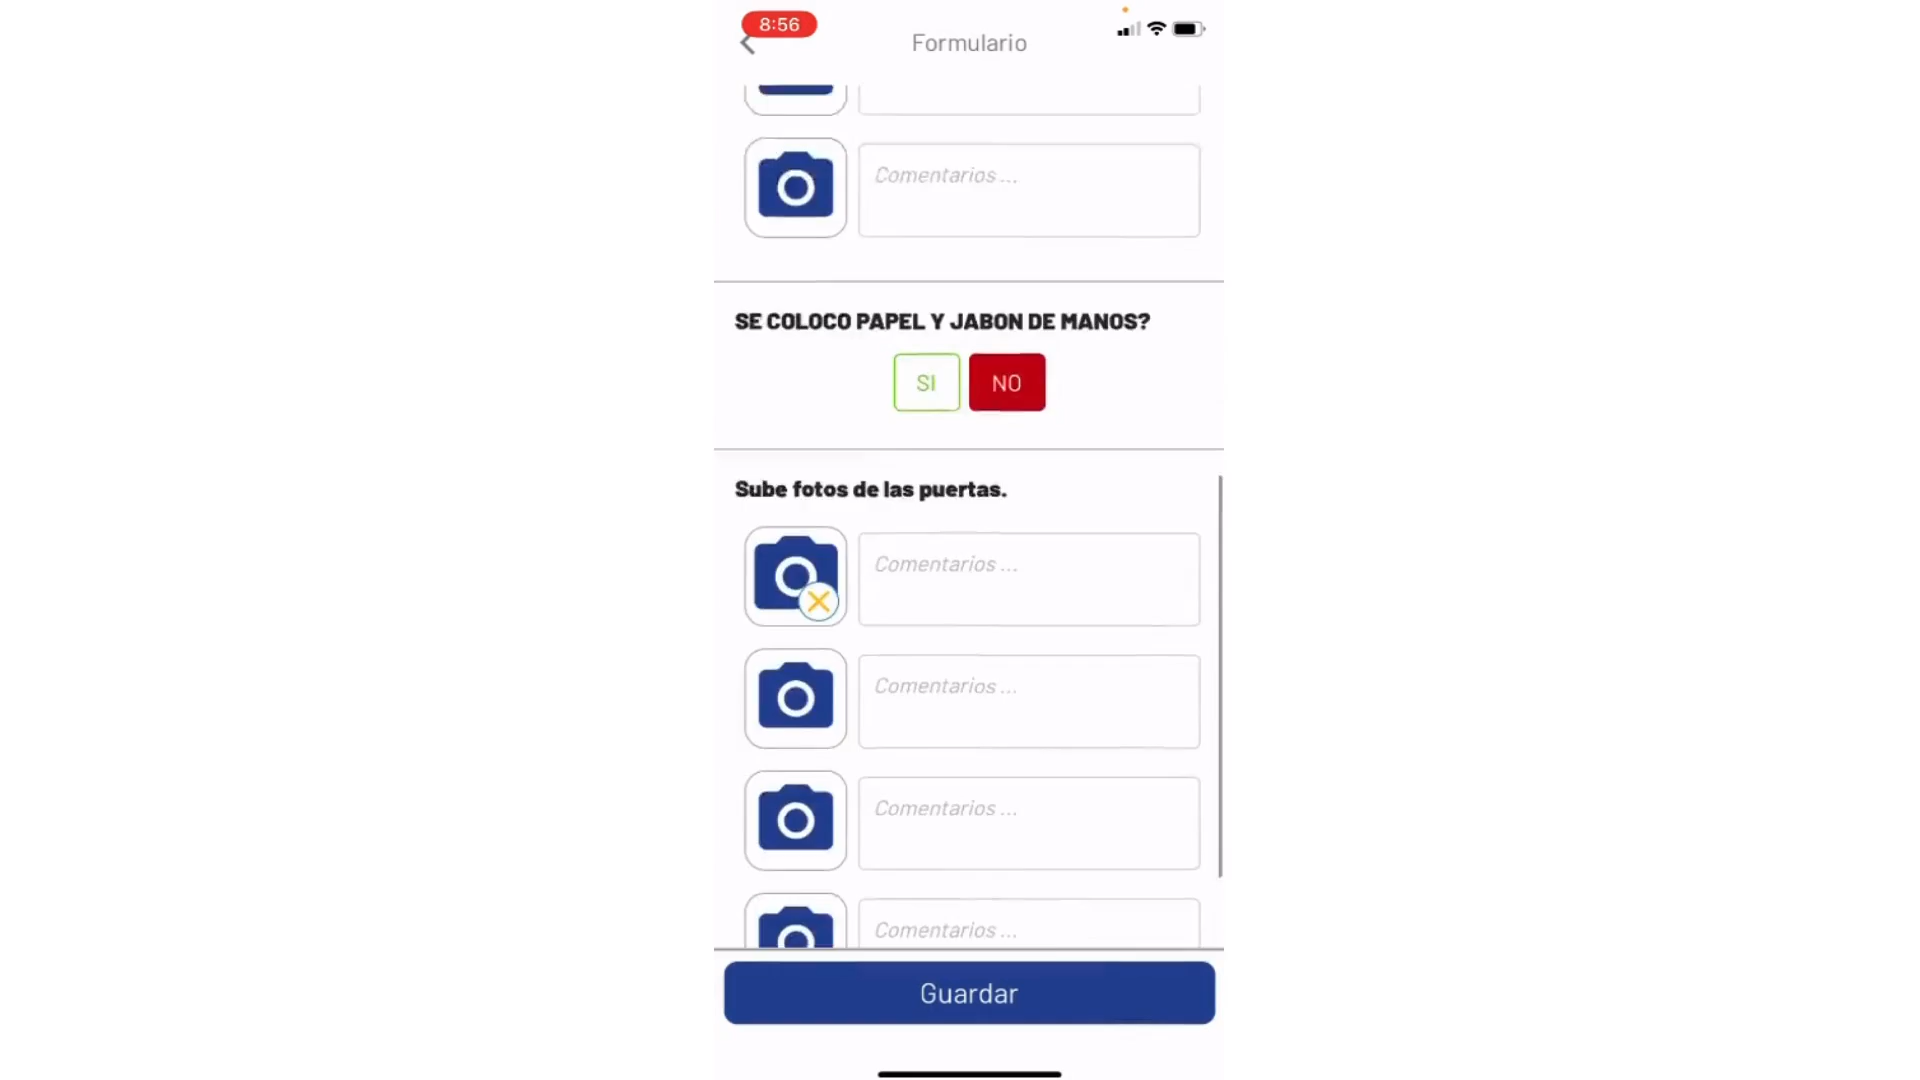 8:56
Formulario
Comentarios ...
SE COLOCO PAPEL Y JABON DE MANOS?
SI NO
Sube fotos de las puertas.
Comentarios ...
Comentarios ...
Comentarios ...
Comentarios ...
Guardar